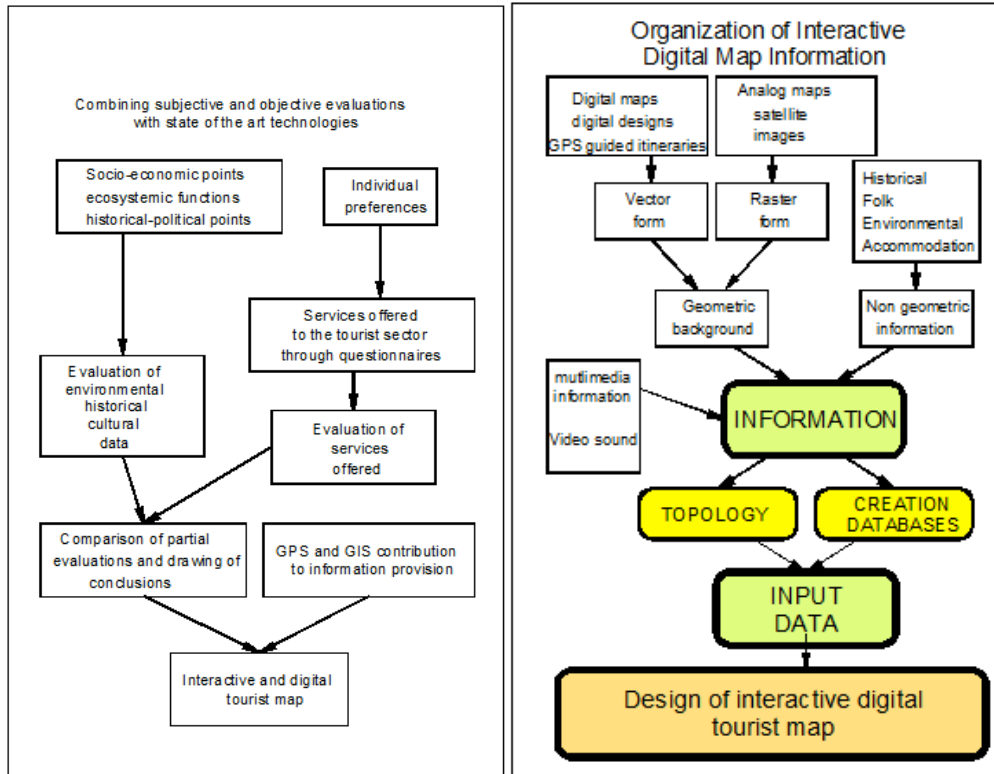 Combining subjective and objective evaluations
with state of the art technologies
Socio-economic points
ecosystemic functions
historical-political points
Individual
preferences
Services offered
to the tourist sector
through questionnaires
Evaluation of
environmental
historical
cultural
data
Evaluation of
services
offered
Comparison of partial
evaluations and drawing of
conclusions
GPS and GIS contribution
to information provision
Interactive and digital
tourist map
Organization of Interactive
Digital Map Information
Digital maps
digital designs
GPS guided itineraries
Analog maps
satellite
images
Vector
form
Raster
form
Historical
Folk
Environmental
Accommodation
Geometric
background
Non geometric
information
mutlimedia
information
Video sound
INFORMATION
TOPOLOGY
CREATION
DATABASES
INPUT
DATA
Design of interactive digital
tourist map